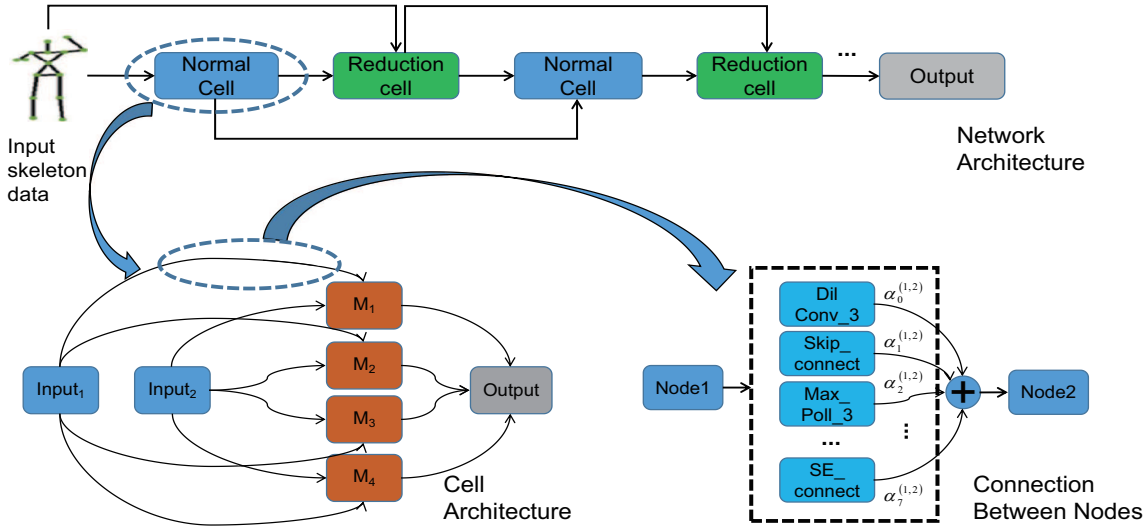 Normal
Cell
Reduction
cell
Normal
Cell
Reduction
cell
...
Output
Input
skeleton
data
Network
Architecture
M1
M2
M3
M4
Input1
Input2
Output
Cell
Architecture
Node1
Dil
Conv_3
Skip_
connect
Max_
Poll_3
...
SE_
connect
α0(1,2)
α1(1,2)
α2(1,2)
⋮
α7(1,2)
+
Node2
Connection
Between Nodes